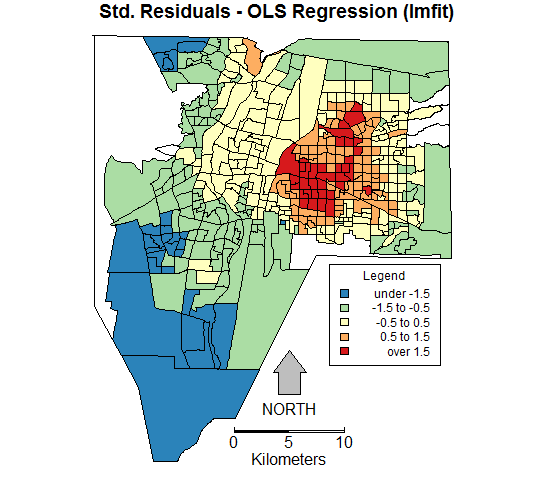 Std. Residuals - OLS Regression (lmfit)
Legend
under -1.5
-1.5 to -0.5
-0.5 to 0.5
0.5 to 1.5
over 1.5
NORTH
0 5 10
Kilometers